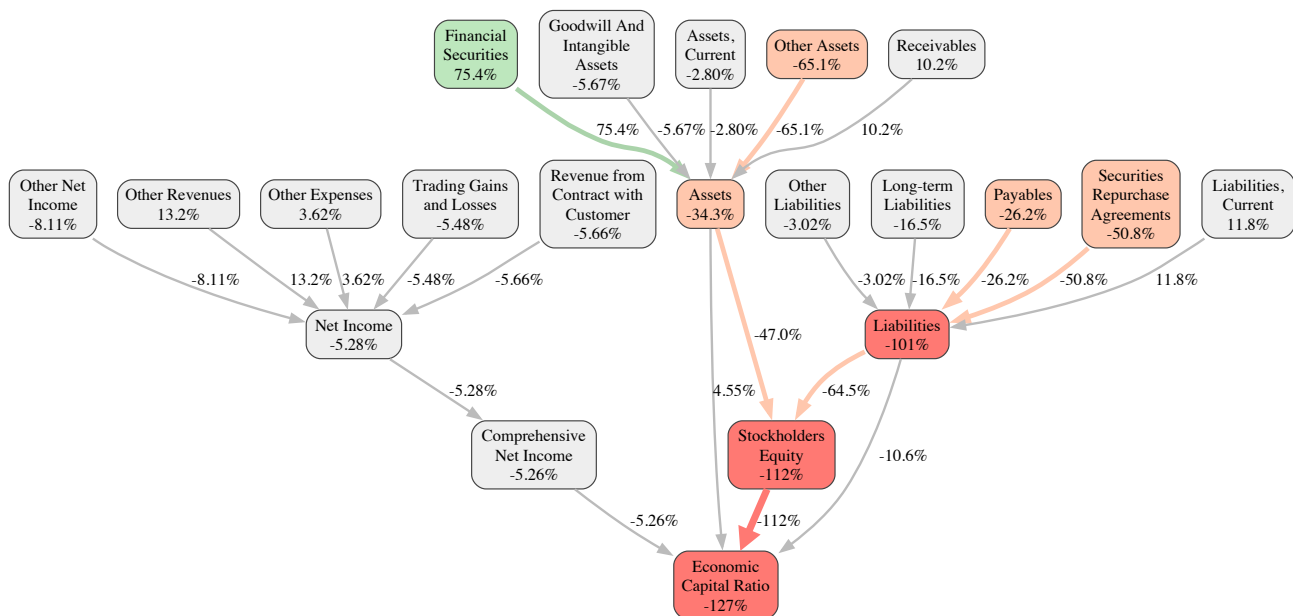 Financial
Securities
75.4%
Goodwill And
Intangible
Assets
-5.67%
Assets,
Current
-2.80%
Other Assets
-65.1%
Receivables
10.2%
75.4%
-5.67%
-2.80%
-65.1%
10.2%
Other Net
Income
-8.11%
Other Revenues
13.2%
Other Expenses
3.62%
Trading Gains
and Losses
-5.48%
Revenue from
Contract with
Customer
-5.66%
Assets
-34.3%
Other
Liabilities
-3.02%
Long-term
Liabilities
-16.5%
Payables
-26.2%
Securities
Repurchase
Agreements
-50.8%
Liabilities,
Current
11.8%
-8.11%
13.2%
3.62%
-5.48%
-5.66%
-3.02%
-16.5%
-26.2%
-50.8%
11.8%
Net Income
-5.28%
-47.0%
Liabilities
-101%
-5.28%
4.55%
-64.5%
Comprehensive
Net Income
-5.26%
Stockholders
Equity
-112%
-10.6%
-5.26%
-112%
Economic
Capital Ratio
-127%